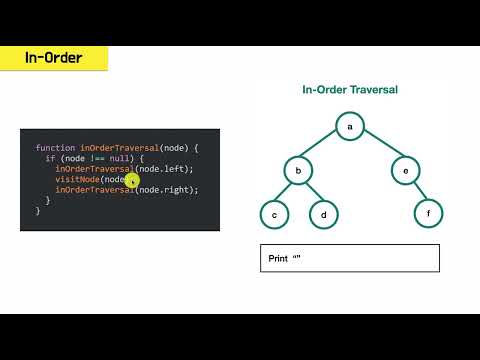 In-Order
function inOrderTraversal(node) {
if (node !== null) {
inOrderTraversal(node.left);
visitNode(node
inOrderTraversal(node.right);
}
}
In-Order Traversal
a
b
e
c
d
f
Print “”